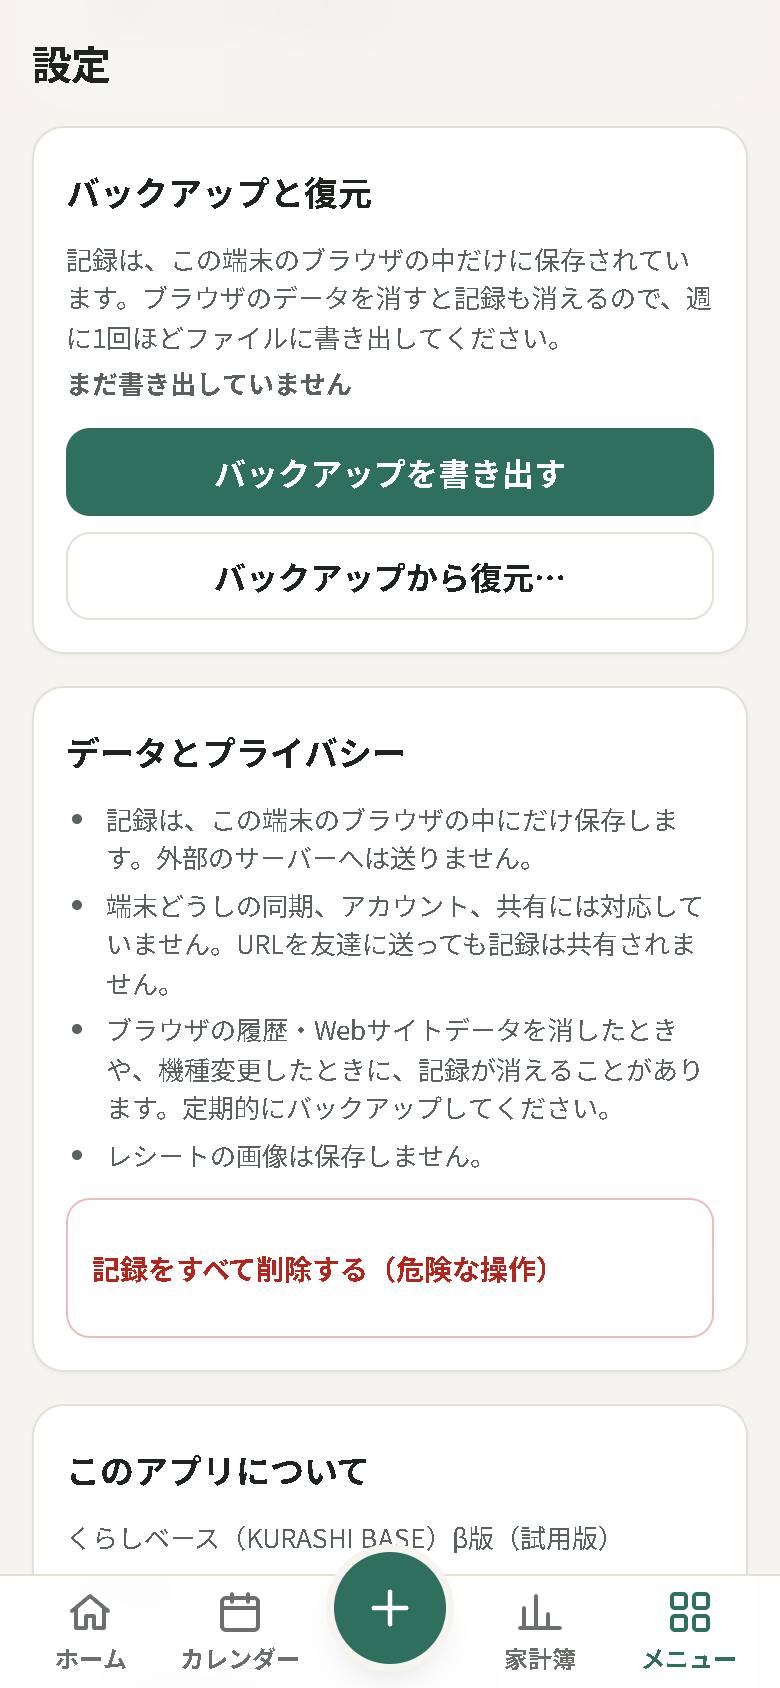 設定
バックアップと復元
記録は、この端末のブラウザの中だけに保存されてい
ます。ブラウザのデータを消すと記録も消えるので、週
に1回ほどファイルに書き出してください。
まだ書き出していません
バックアップを書き出す
バックアップから復元…
データとプライバシー
• 記録は、この端末のブラウザの中にだけ保存しま
す。外部のサーバーへは送りません。
• 端末どうしの同期、アカウント、共有には対応して
いません。URLを友達に送っても記録は共有されま
せん。
• ブラウザの履歴・Webサイトデータを消したとき
や、機種変更したときに、記録が消えることがあり
ます。定期的にバックアップしてください。
• レシートの画像は保存しません。
記録をすべて削除する（危険な操作）
このアプリについて
くらしベース（KURASHI BASE）β版（試用版）
ホーム
カレンダー
家計簿
メニュー